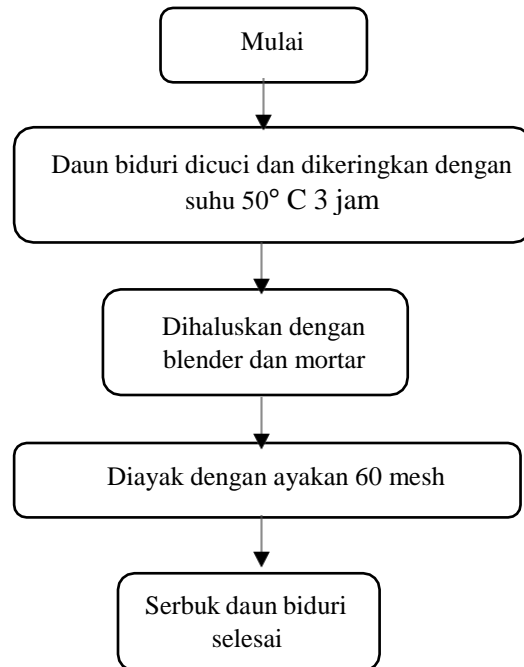 Mulai
Daun biduri dicuci dan dikeringkan dengan
suhu 50° C 3 jam
Dihaluskan dengan
blender dan mortar
Diayak dengan ayakan 60 mesh
Serbuk daun biduri
selesai